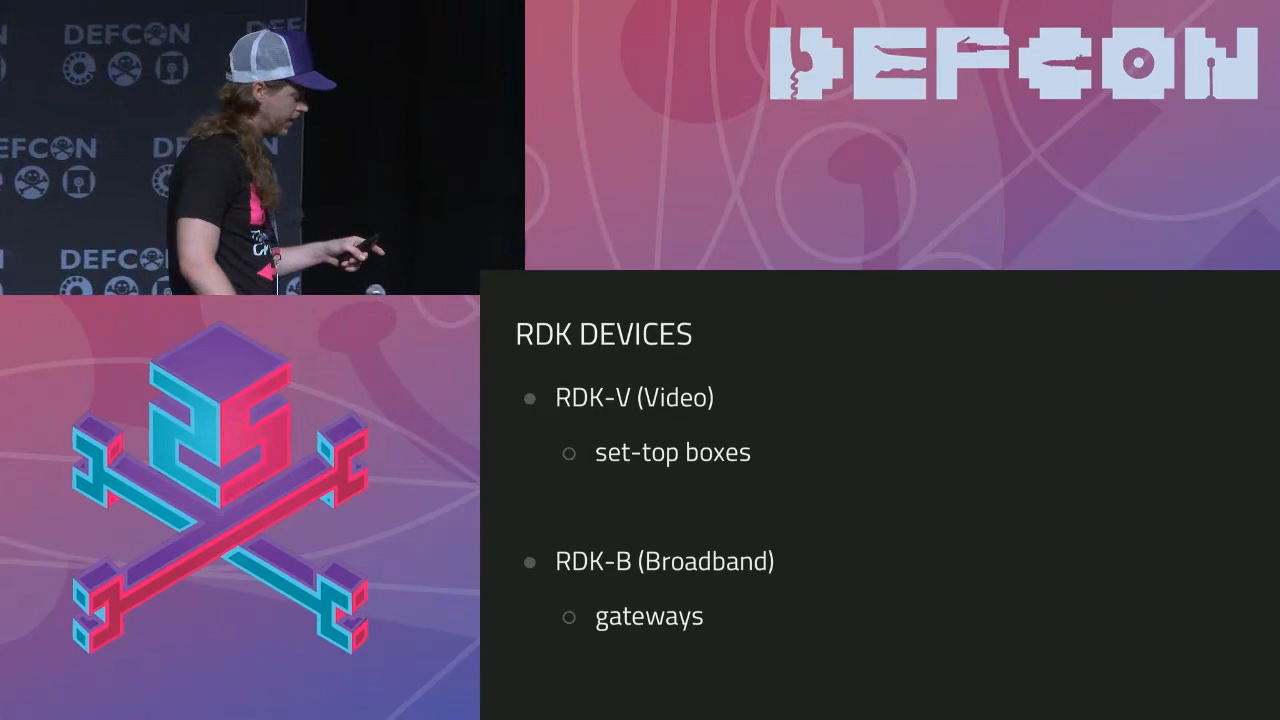 DEFCON
DEFCON
DEFCON
DEFCON
RDK DEVICES
RDK-V (Video)
set-top boxes
RDK-B (Broadband)
gateways